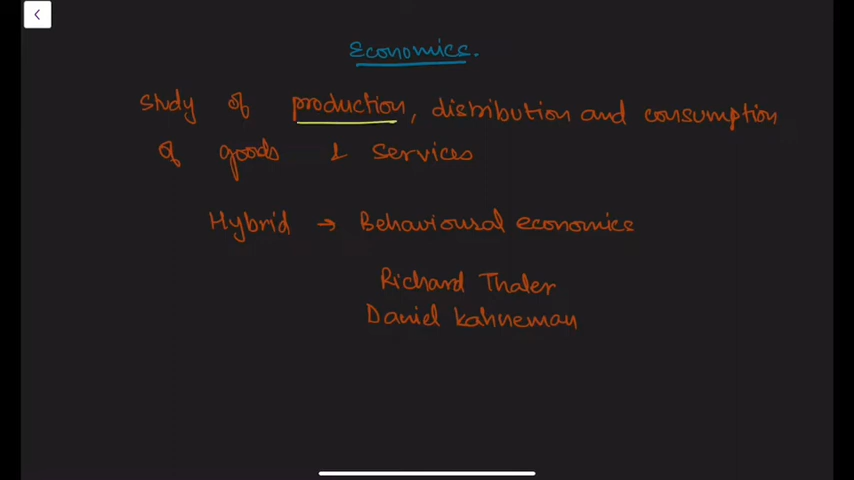 Economics.
study of production, distribution and consumption
of goods & services
Hybrid → Behavioural economics
Richard Thaler
Daniel Kahneman